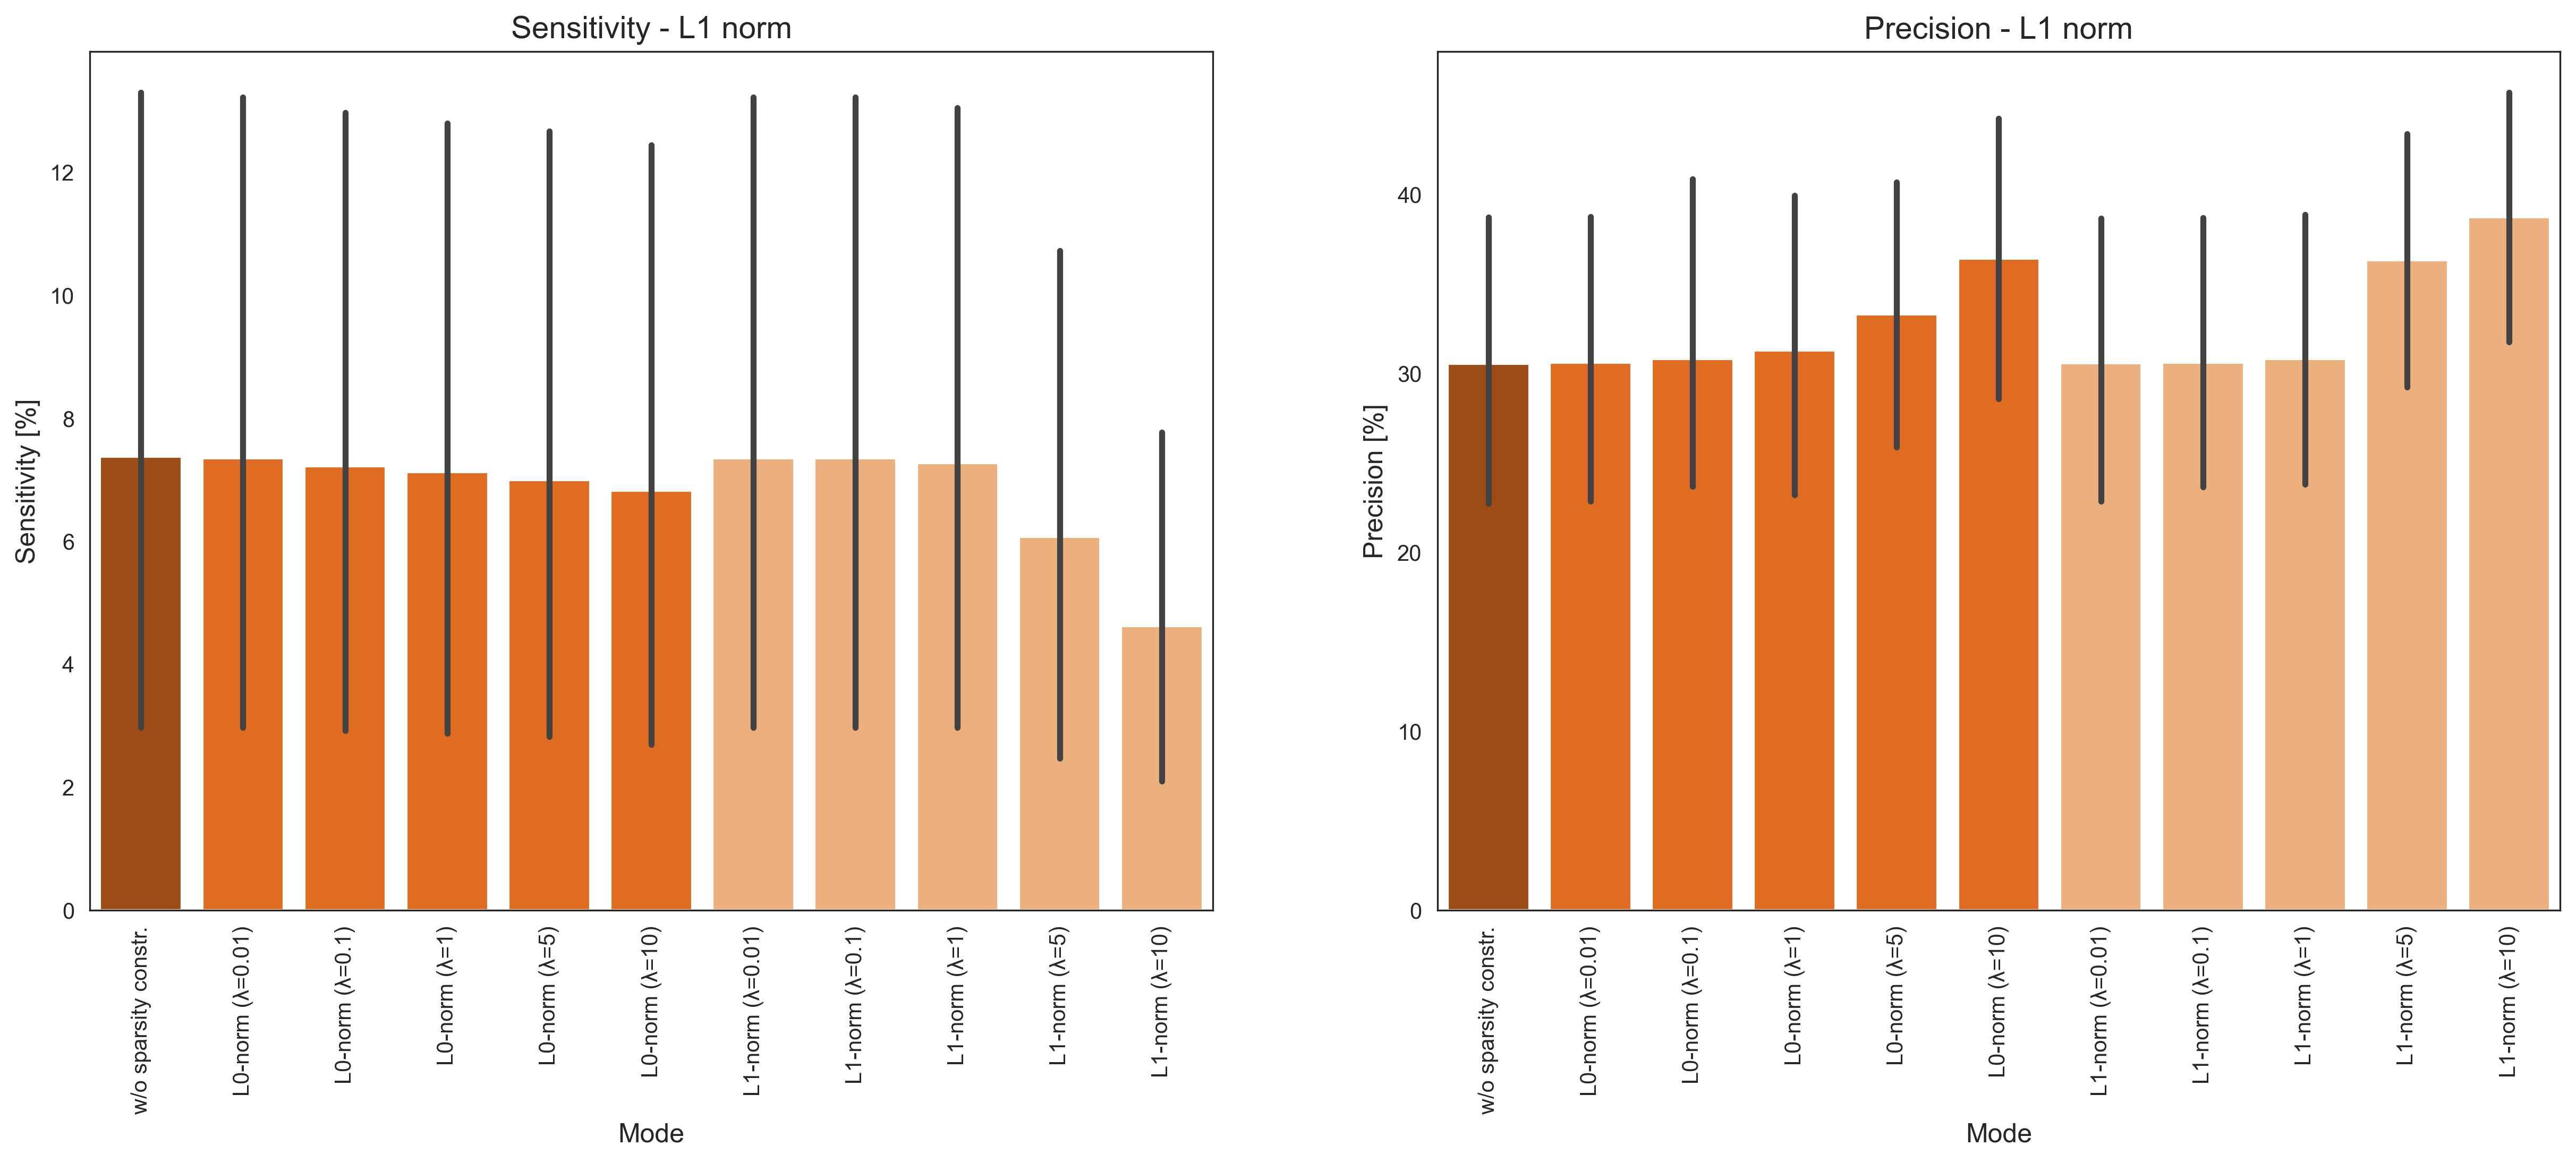 Sensitivity - L1 norm
Sensitivity [%]
12
10
8
6
4
2
0
w/o sparsity constr.
L0-norm (λ=0.01)
L0-norm (λ=0.1)
L0-norm (λ=1)
L0-norm (λ=5)
L0-norm (λ=10)
L1-norm (λ=0.01)
L1-norm (λ=0.1)
L1-norm (λ=1)
L1-norm (λ=5)
L1-norm (λ=10)
Mode
Precision - L1 norm
Precision [%]
40
30
20
10
0
w/o sparsity constr.
L0-norm (λ=0.01)
L0-norm (λ=0.1)
L0-norm (λ=1)
L0-norm (λ=5)
L0-norm (λ=10)
L1-norm (λ=0.01)
L1-norm (λ=0.1)
L1-norm (λ=1)
L1-norm (λ=5)
L1-norm (λ=10)
Mode